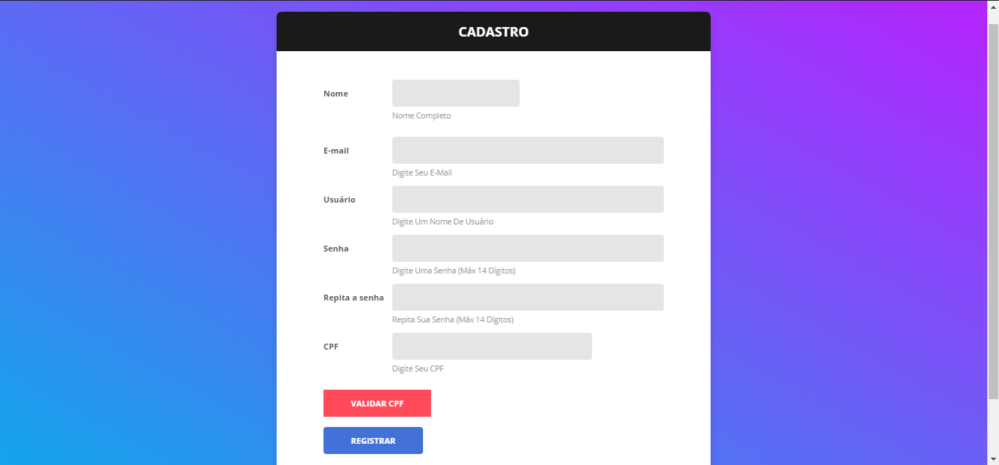 CADASTRO
Nome
Nome Completo
E-mail
Digite Seu E-Mail
Usuário
Digite Um Nome De Usuário
Senha
Digite Uma Senha (Máx 14 Dígitos)
Repita a senha
Repita Sua Senha (Máx 14 Dígitos)
CPF
Digite Seu CPF
VALIDAR CPF
REGISTRAR